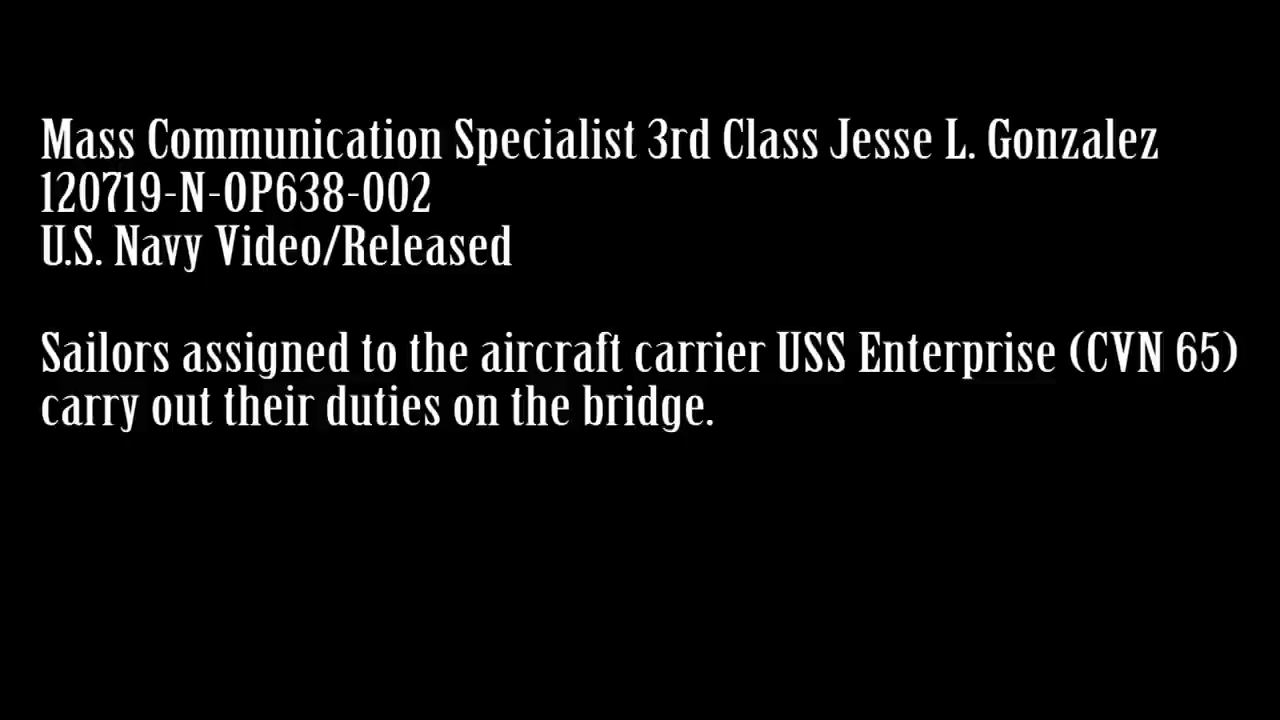 Mass Communication Specialist 3rd Class Jesse L. Gonzalez
120719-N-OP638-002
U.S. Navy Video/Released
Sailors assigned to the aircraft carrier USS Enterprise (CVN 65)
carry out their duties on the bridge.